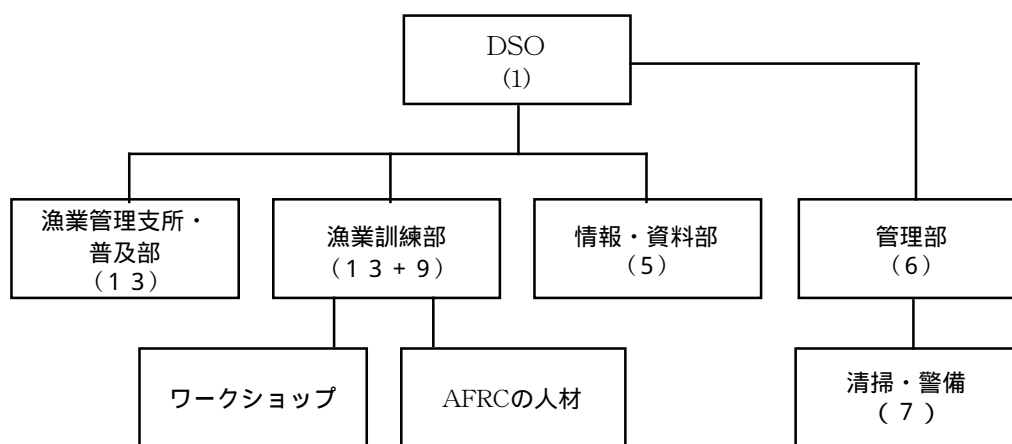 DSO
(1)
漁業管理支所・
普及部
(13)
漁業訓練部
(13+9)
情報・資料部
(5)
管理部
(6)
ワークショップ
AFRCの人材
清掃・警備
(7)